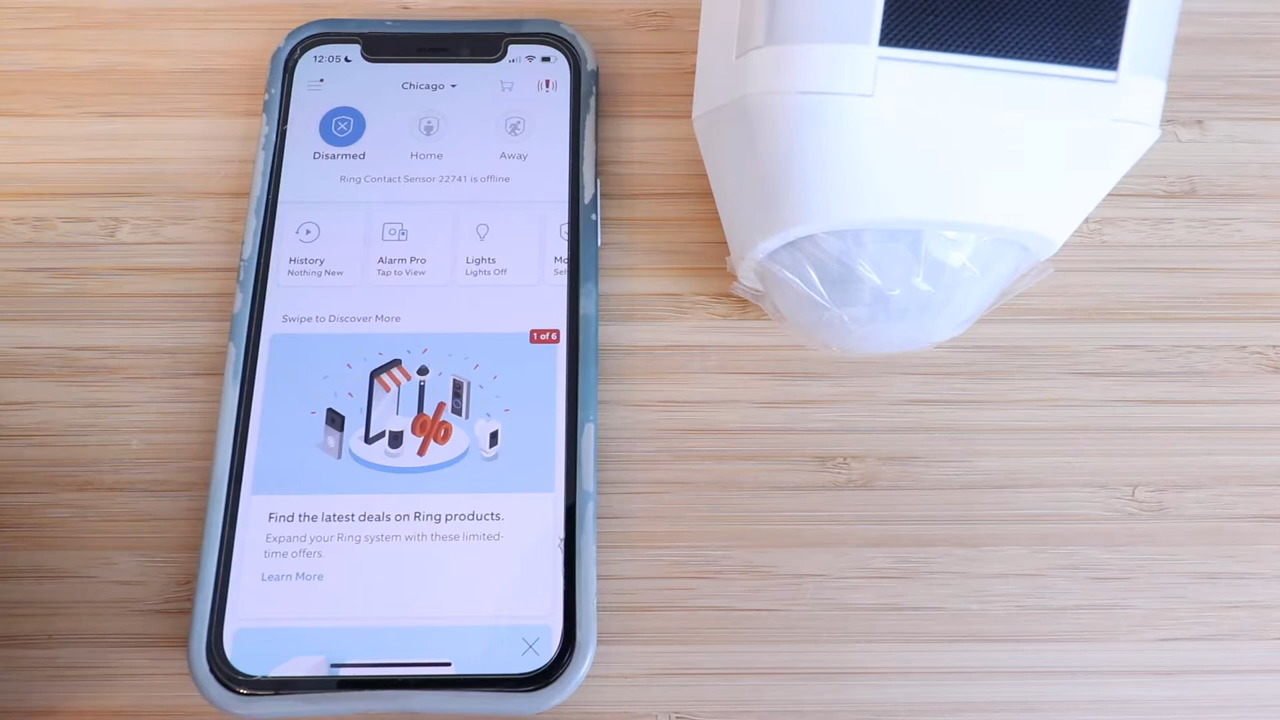 12:05
Chicago
Disarmed Home Away
Ring Contact Sensor 22741 is offline
History Alarm Pro Lights
Nothing New Tap to View Lights Off
Swipe to Discover More
1 of 6
%
Find the latest deals on Ring products.
Expand your Ring system with these limited-
time offers.
Learn More